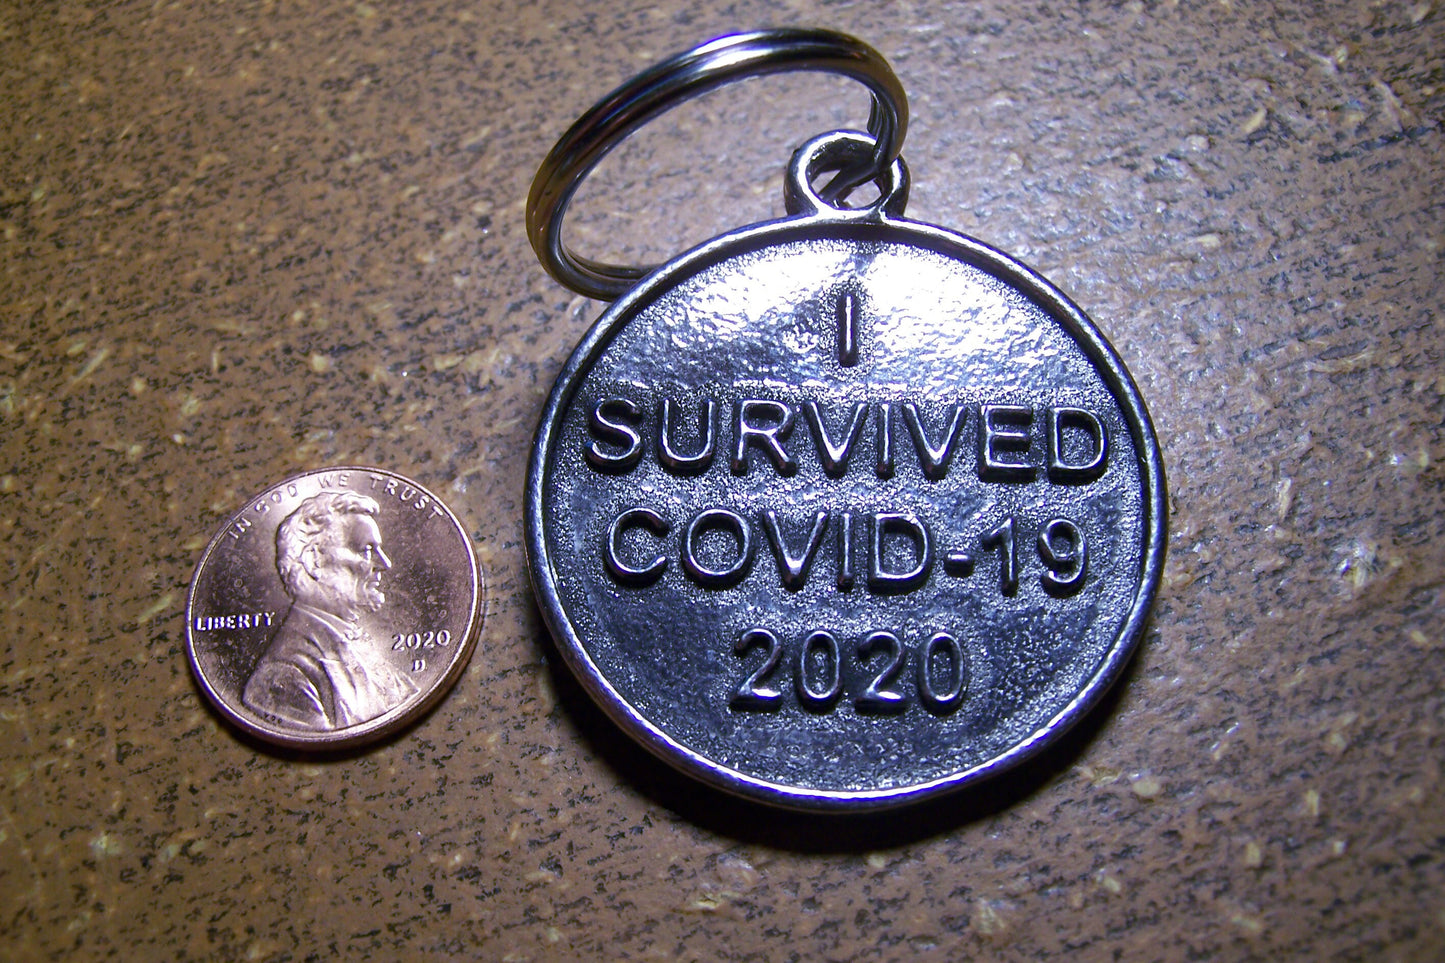 IN GOD WE TRUST
LIBERTY
2020
D
I
SURVIVED
COVID-19
2020